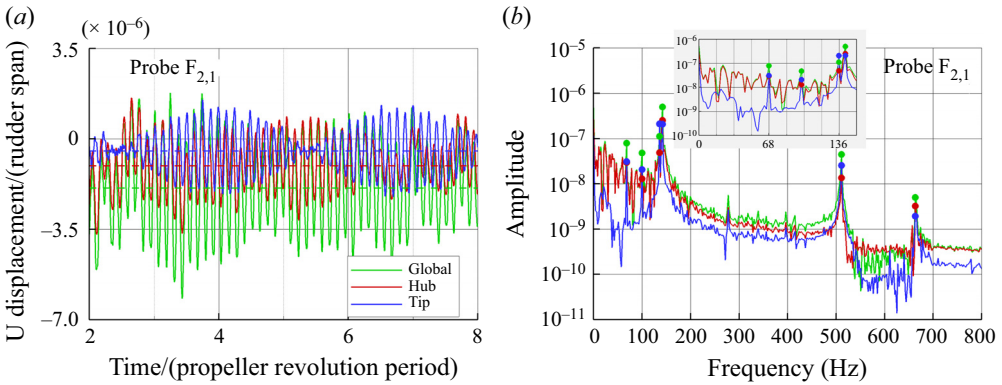 (a)
(× 10–6)
3.5
0
–3.5
–7.0
U displacement/(rudder span)
Probe F2,1
Global
Hub
Tip
2 4 6 8
Time/(propeller revolution period)
(b)
10–5
10–6
10–7
10–8
10–9
10–10
10–11
Amplitude
10–6
10–7
10–8
10–9
10–10
0 68 136
Probe F2,1
0 100 200 300 400 500 600 700 800
Frequency (Hz)